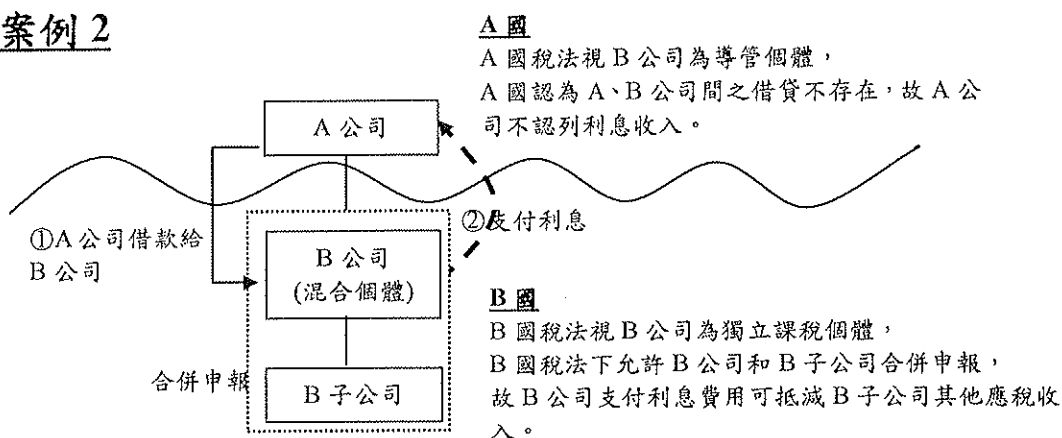 案例 2
A 國
A 國稅法視 B 公司為導管個體，
A 國認為 A、B 公司間之借貸不存在，故 A 公
司不認列利息收入。
A 公司
①A 公司借款給
B 公司
②支付利息
B 公司
(混合個體)
合併申報
B 子公司
B 國
B 國稅法視 B 公司為獨立課稅個體，
B 國稅法下允許 B 公司和 B 子公司合併申報，
故 B 公司支付利息費用可抵減 B 子公司其他應稅收
入。